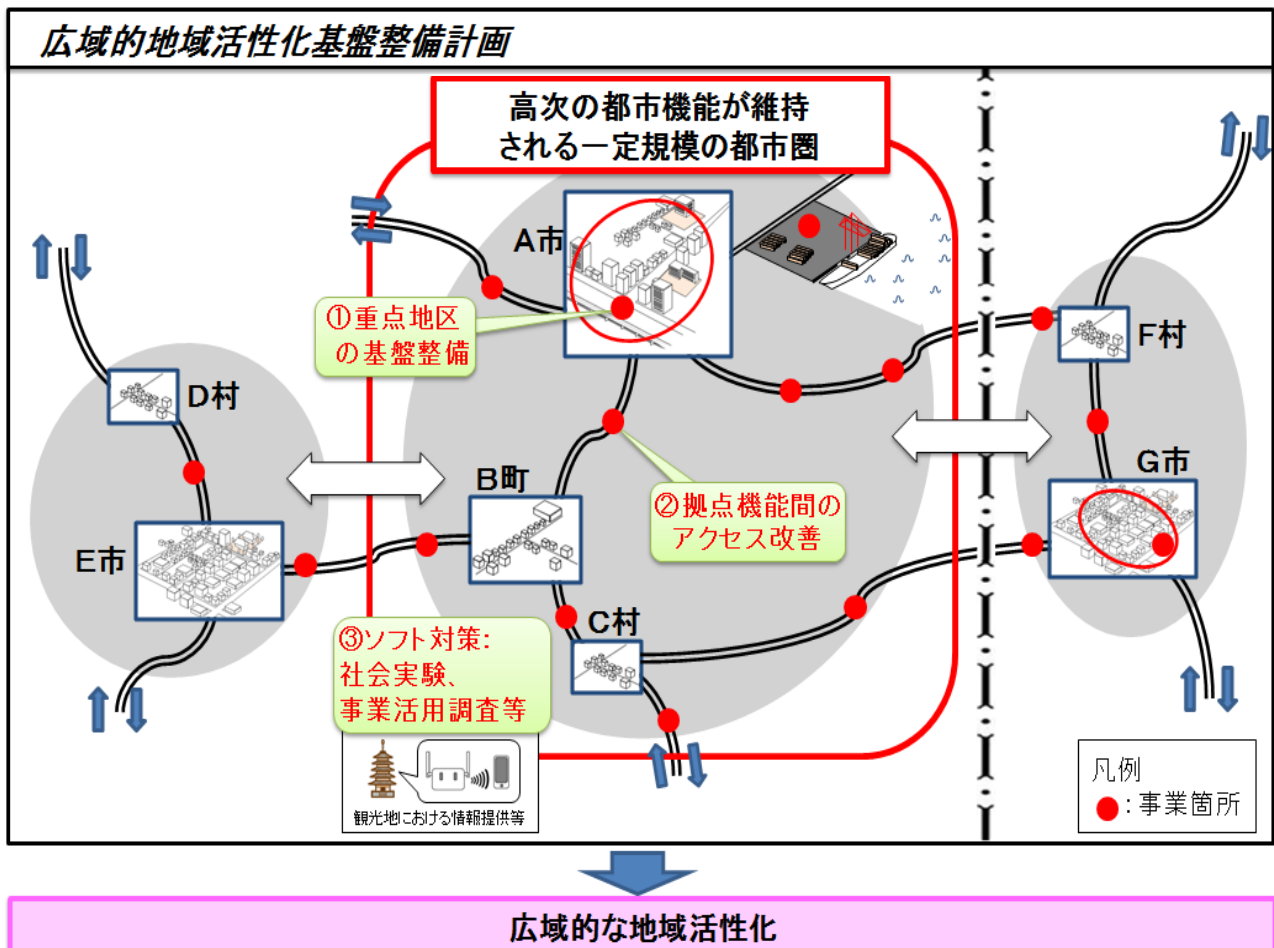 広域的地域活性化基盤整備計画
高次の都市機能が維持
される一定規模の都市圏
A市
①重点地区
の基盤整備
F村
D村
G市
B町
②拠点機能間の
アクセス改善
E市
C村
③ソフト対策:
社会実験、
事業活用調査等
観光地における情報提供等
凡例
:事業箇所
広域的な地域活性化